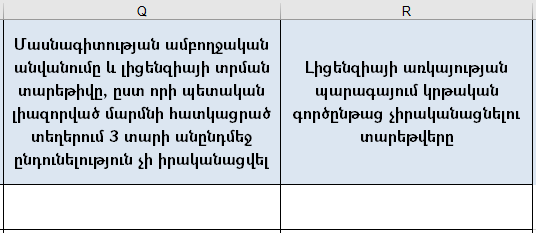 Q
R
Մասնագիտության ամբողջական
անվանումը և լիցենզիայի տրման
տարեթիվը, ըստ որի պետական
լիազորված մարմնի հատկացրած
տեղերում 3 տարի անընդմեջ
ընդունելություն չի իրականացվել
Լիցենզիայի առկայության
պարագայում կրթական
գործընթաց չիրականացնելու
տարեթվերը